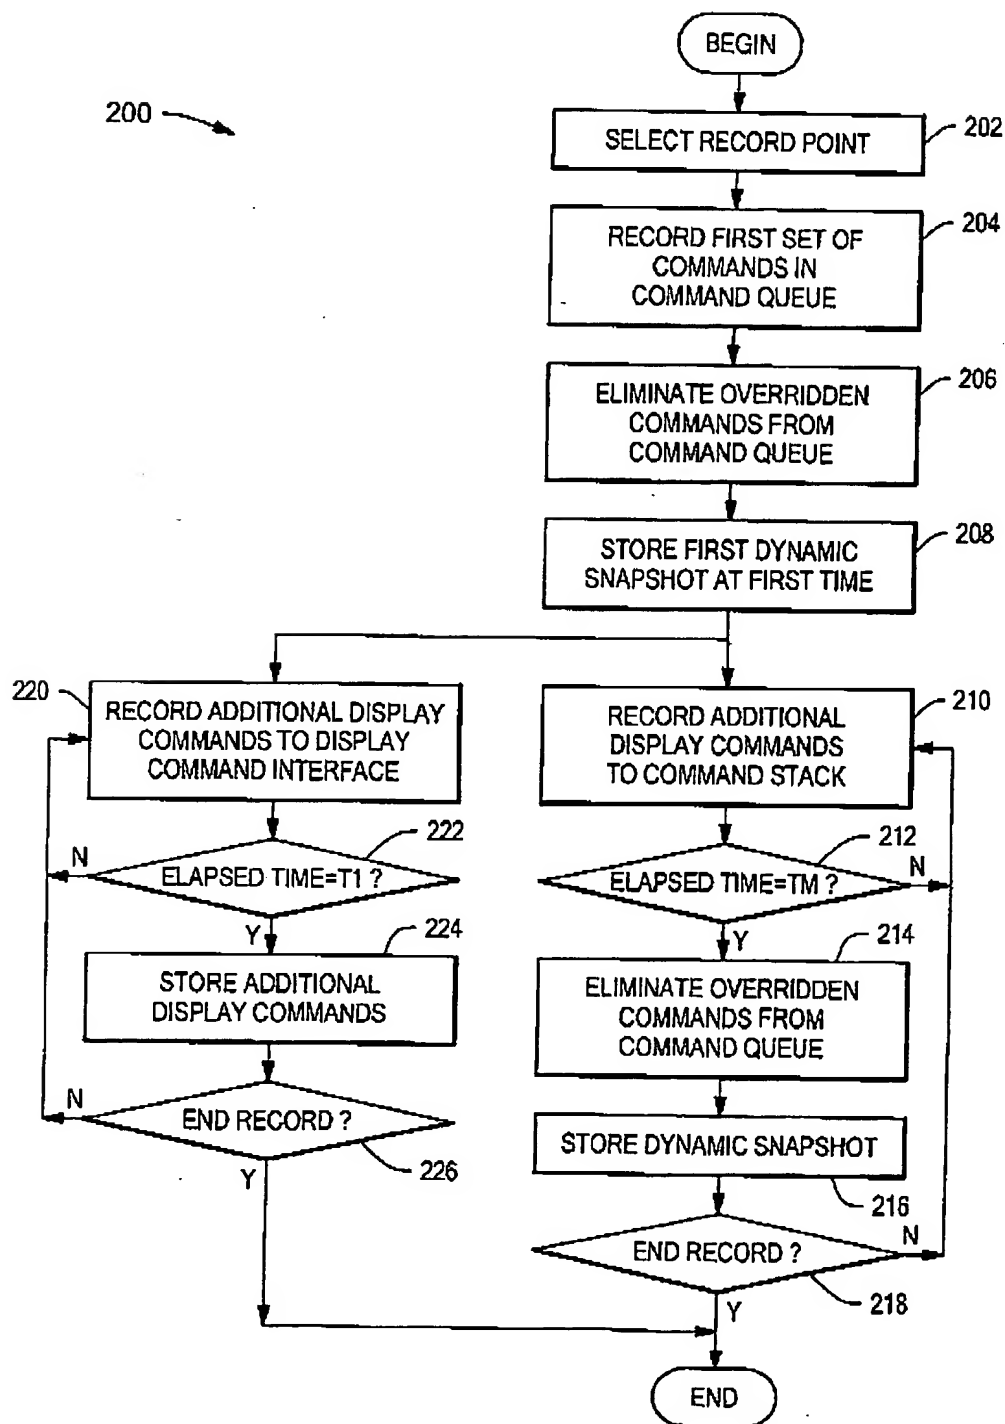 BEGIN
200
SELECT RECORD POINT
202
RECORD FIRST SET OF
COMMANDS IN
COMMAND QUEUE
204
ELIMINATE OVERRIDDEN
COMMANDS FROM
COMMAND QUEUE
206
STORE FIRST DYNAMIC
SNAPSHOT AT FIRST TIME
208
220
RECORD ADDITIONAL DISPLAY
COMMANDS TO DISPLAY
COMMAND INTERFACE
RECORD ADDITIONAL
DISPLAY COMMANDS
TO COMMAND STACK
210
222
N
ELAPSED TIME=T1 ?
Y
212
ELAPSED TIME=TM ?
N
Y
224
STORE ADDITIONAL
DISPLAY COMMANDS
214
ELIMINATE OVERRIDDEN
COMMANDS FROM
COMMAND QUEUE
N
END RECORD ?
Y
226
STORE DYNAMIC SNAPSHOT
216
END RECORD ?
N
Y
218
END